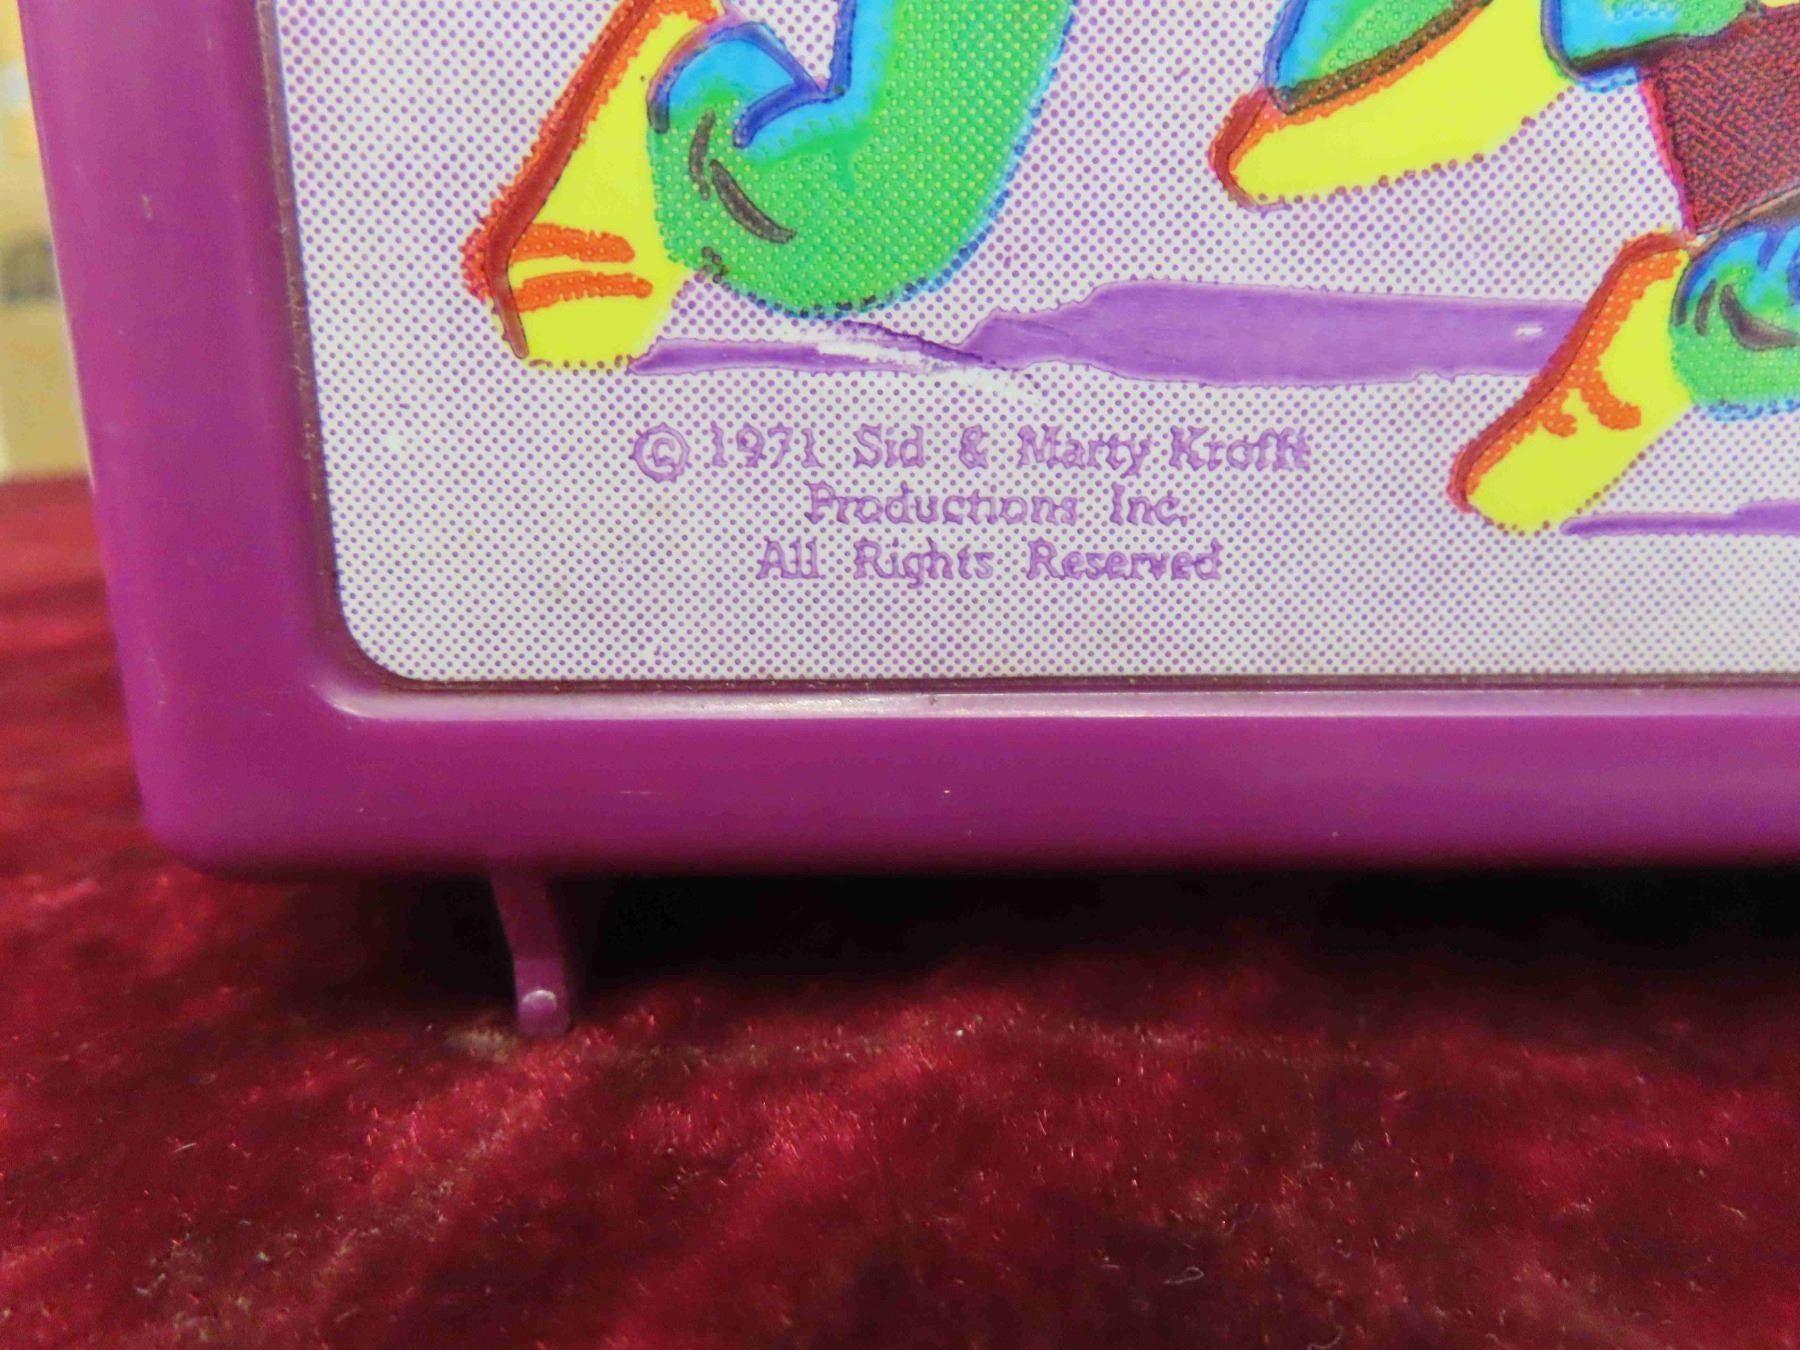 © 1971 Sid & Marty Krofft
Productions Inc.
All Rights Reserved